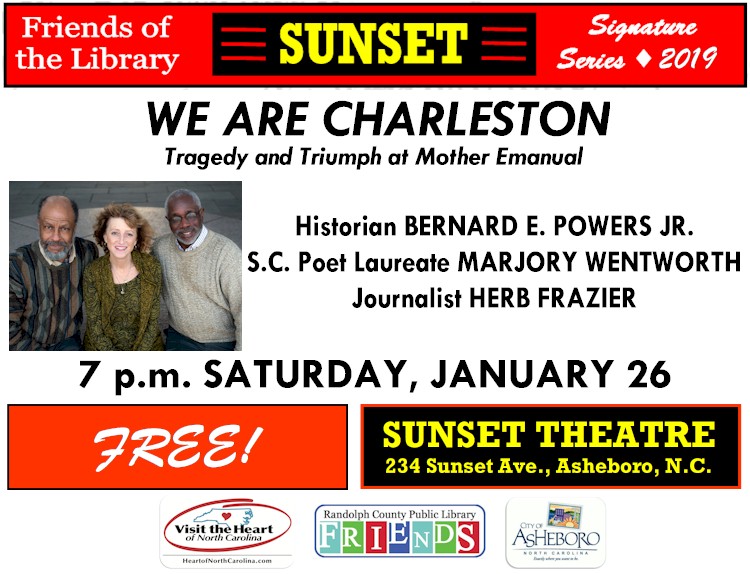 Friends of
the Library
SUNSET
Signature
Series ♦ 2019
WE ARE CHARLESTON
Tragedy and Triumph at Mother Emanual
Historian BERNARD E. POWERS JR.
S.C. Poet Laureate MARJORY WENTWORTH
Journalist HERB FRAZIER
7 p.m. SATURDAY, JANUARY 26
FREE!
SUNSET THEATRE
234 Sunset Ave., Asheboro, N.C.
Visit the Heart
of North Carolina
HeartofNorthCarolina.com
Randolph County Public Library
FRIENDS
CITY OF
ASHEBORO
NORTH CAROLINA